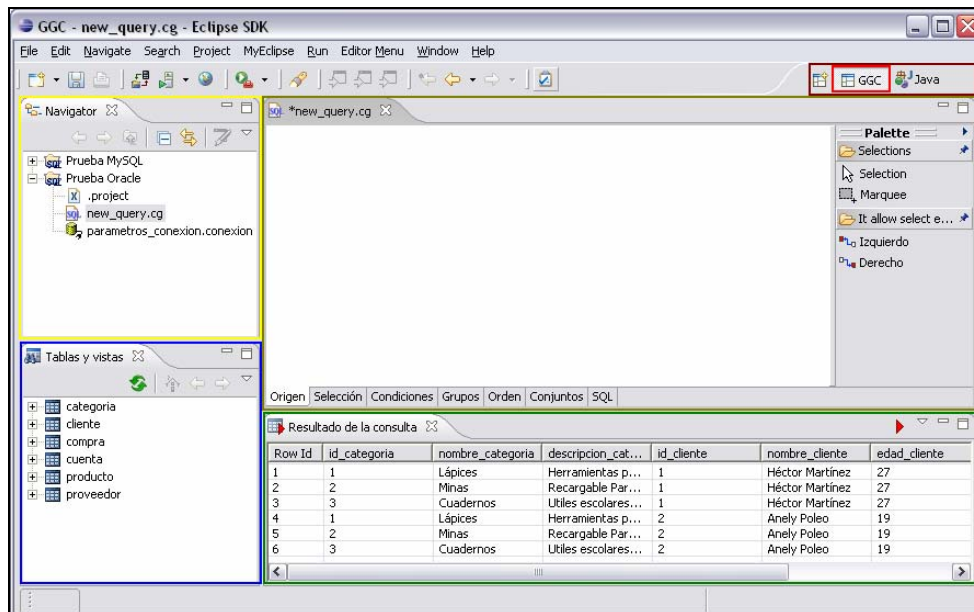 GGC - new_query.cg - Eclipse SDK
File Edit Navigate Search Project MyEclipse Run Editor Menu Window Help
GGC Java
Navigator
Prueba MySQL
Prueba Oracle
.project
new_query.cg
parametros_conexion.conexion
Tablas y vistas
categoria
cliente
compra
cuenta
producto
proveedor
*new_query.cg
Palette
Selections
Selection
Marquee
It allow select e...
Izquierdo
Derecho
Origen Selección Condiciones Grupos Orden Conjuntos SQL
Resultado de la consulta
Row Id id_categoria nombre_categoria descripcion_cat... id_cliente nombre_cliente edad_cliente
1 1 Lápices Herramientas p... 1 Héctor Martínez 27
2 2 Minas Recargable Par... 1 Héctor Martínez 27
3 3 Cuadernos Utiles escolares... 1 Héctor Martínez 27
4 1 Lápices Herramientas p... 2 Anely Poleo 19
5 2 Minas Recargable Par... 2 Anely Poleo 19
6 3 Cuadernos Utiles escolares... 2 Anely Poleo 19